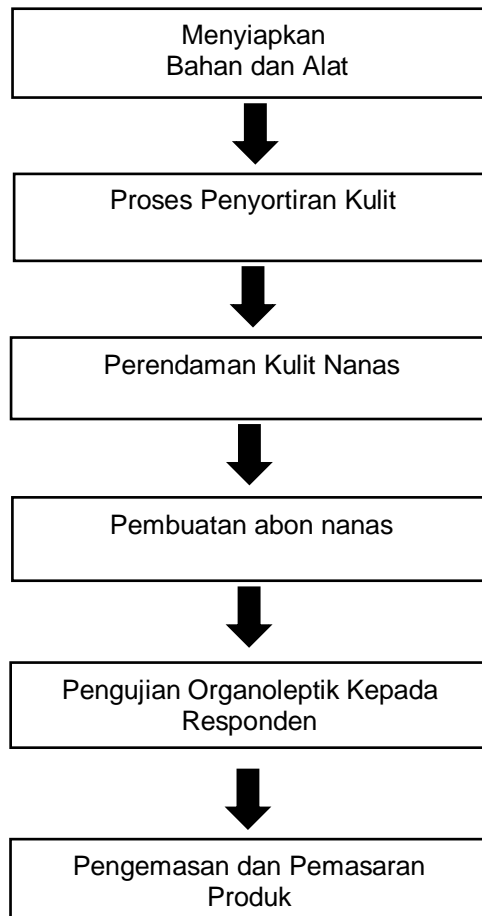 Menyiapkan
Bahan dan Alat
Proses Penyortiran Kulit
Perendaman Kulit Nanas
Pembuatan abon nanas
Pengujian Organoleptik Kepada
Responden
Pengemasan dan Pemasaran
Produk